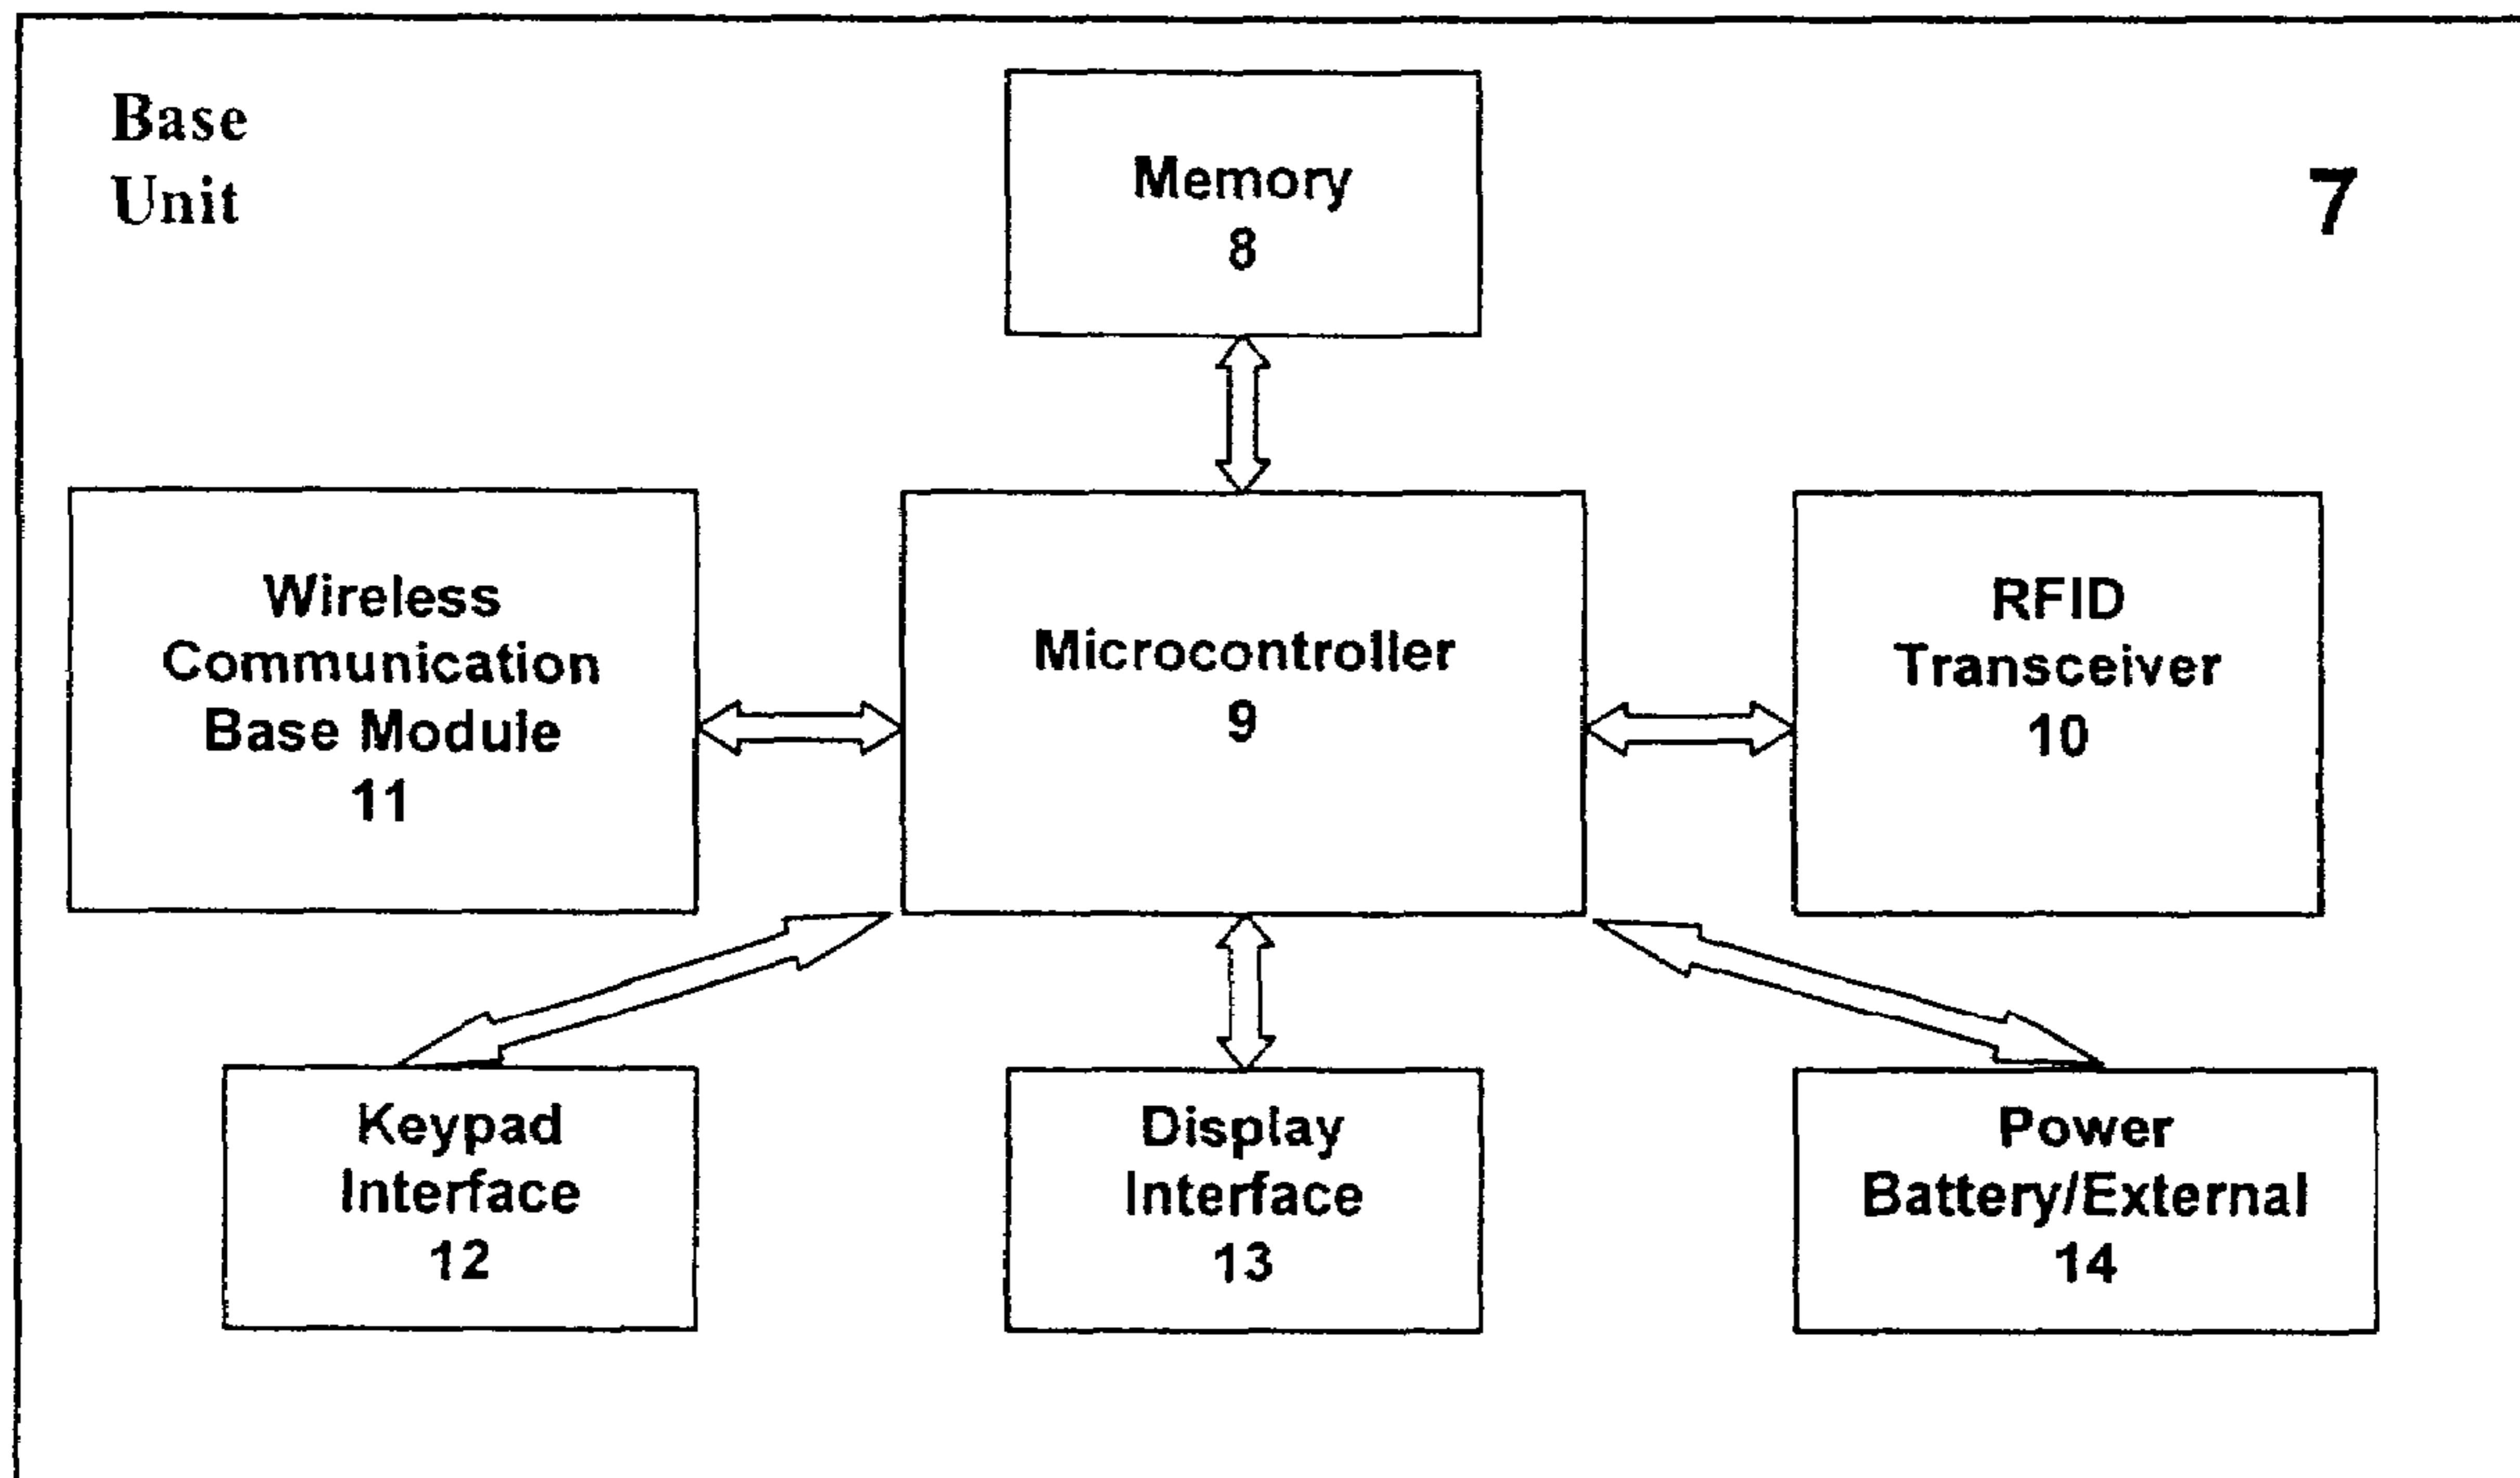 Base
Unit
Memory
8
7
Wireless
Communication
Base Module
11
Microcontroller
9
RFID
Transceiver
10
Keypad
Interface
12
Display
Interface
13
Power
Battery/External
14